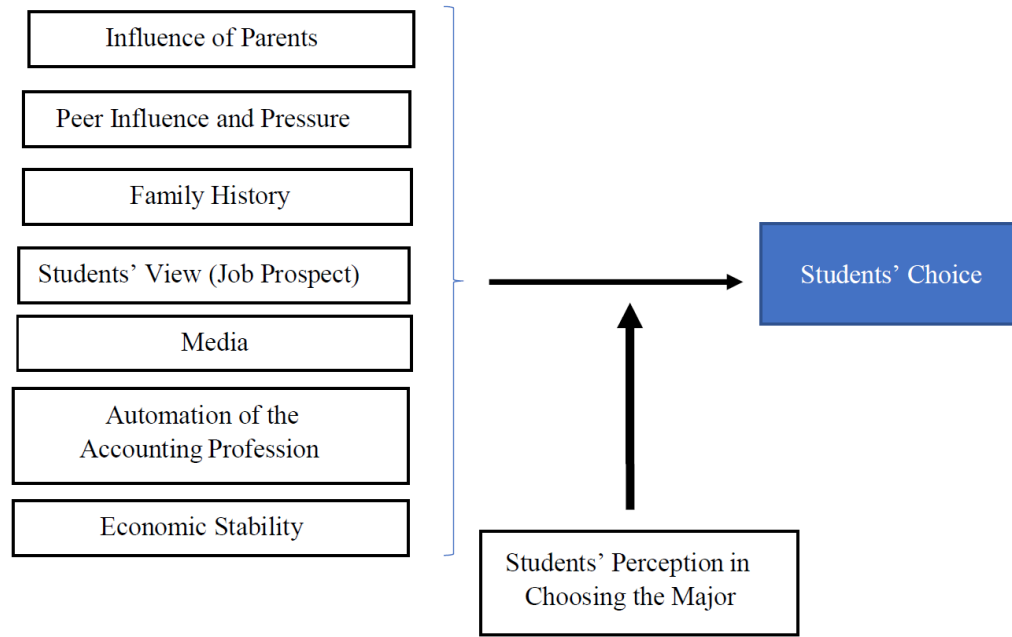 Influence of Parents
Peer Influence and Pressure
Family History
Students’ View (Job Prospect)
Media
Automation of the
Accounting Profession
Economic Stability
Students’ Choice
Students’ Perception in
Choosing the Major